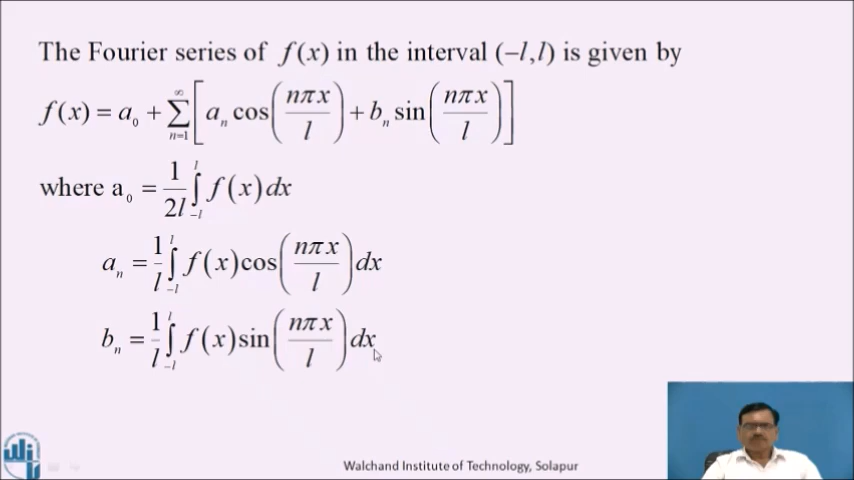 The Fourier series of f(x) in the interval (−l,l) is given by
f(x) = a₀ + ∑_{n=1}^{∞} [ aₙ cos(nπx/l) + bₙ sin(nπx/l) ]
where a₀ = 1/2l ∫_{−l}^{l} f(x)dx
aₙ = 1/l ∫_{−l}^{l} f(x)cos(nπx/l)dx
bₙ = 1/l ∫_{−l}^{l} f(x)sin(nπx/l)dx
Walchand Institute of Technology, Solapur